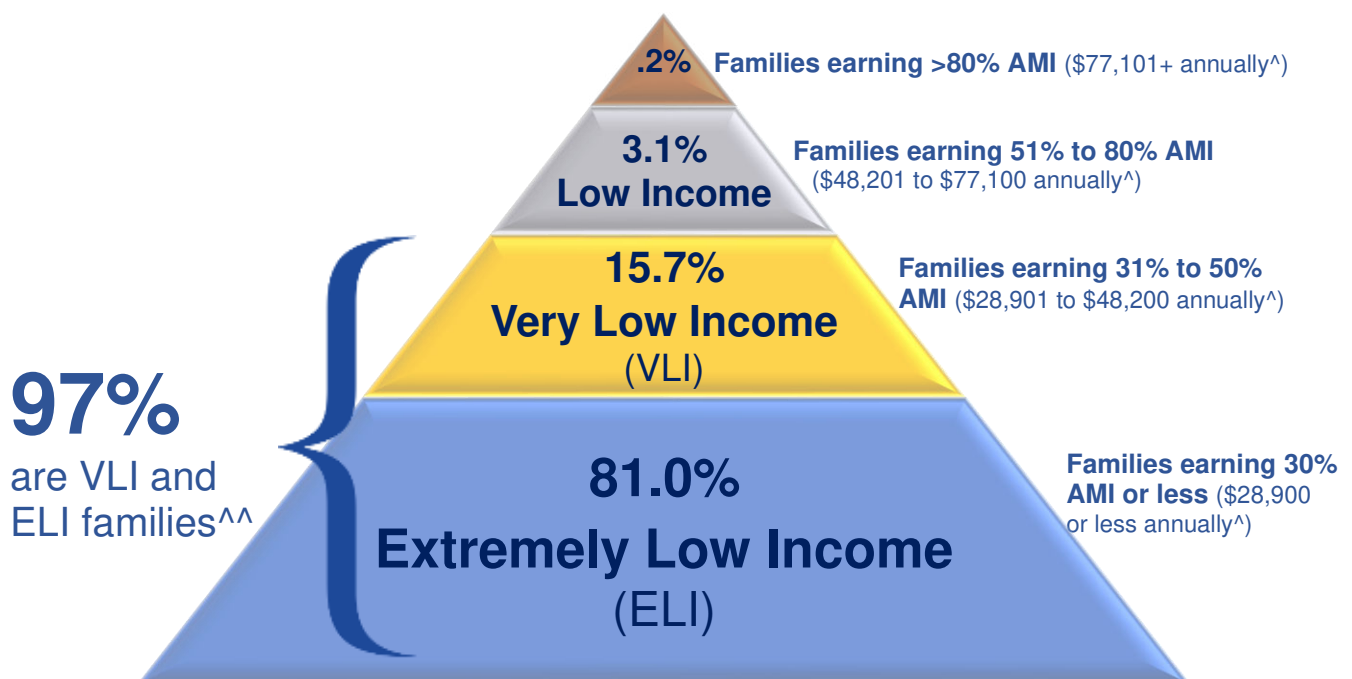 .2%
Families earning >80% AMI ($77,101+ annually^)
3.1%
Low Income
Families earning 51% to 80% AMI
($48,201 to $77,100 annually^)
15.7%
Very Low Income
(VLI)
Families earning 31% to 50%
AMI ($28,901 to $48,200 annually^)
97%
are VLI and
ELI families^^
81.0%
Extremely Low Income
(ELI)
Families earning 30%
AMI or less ($28,900
or less annually^)